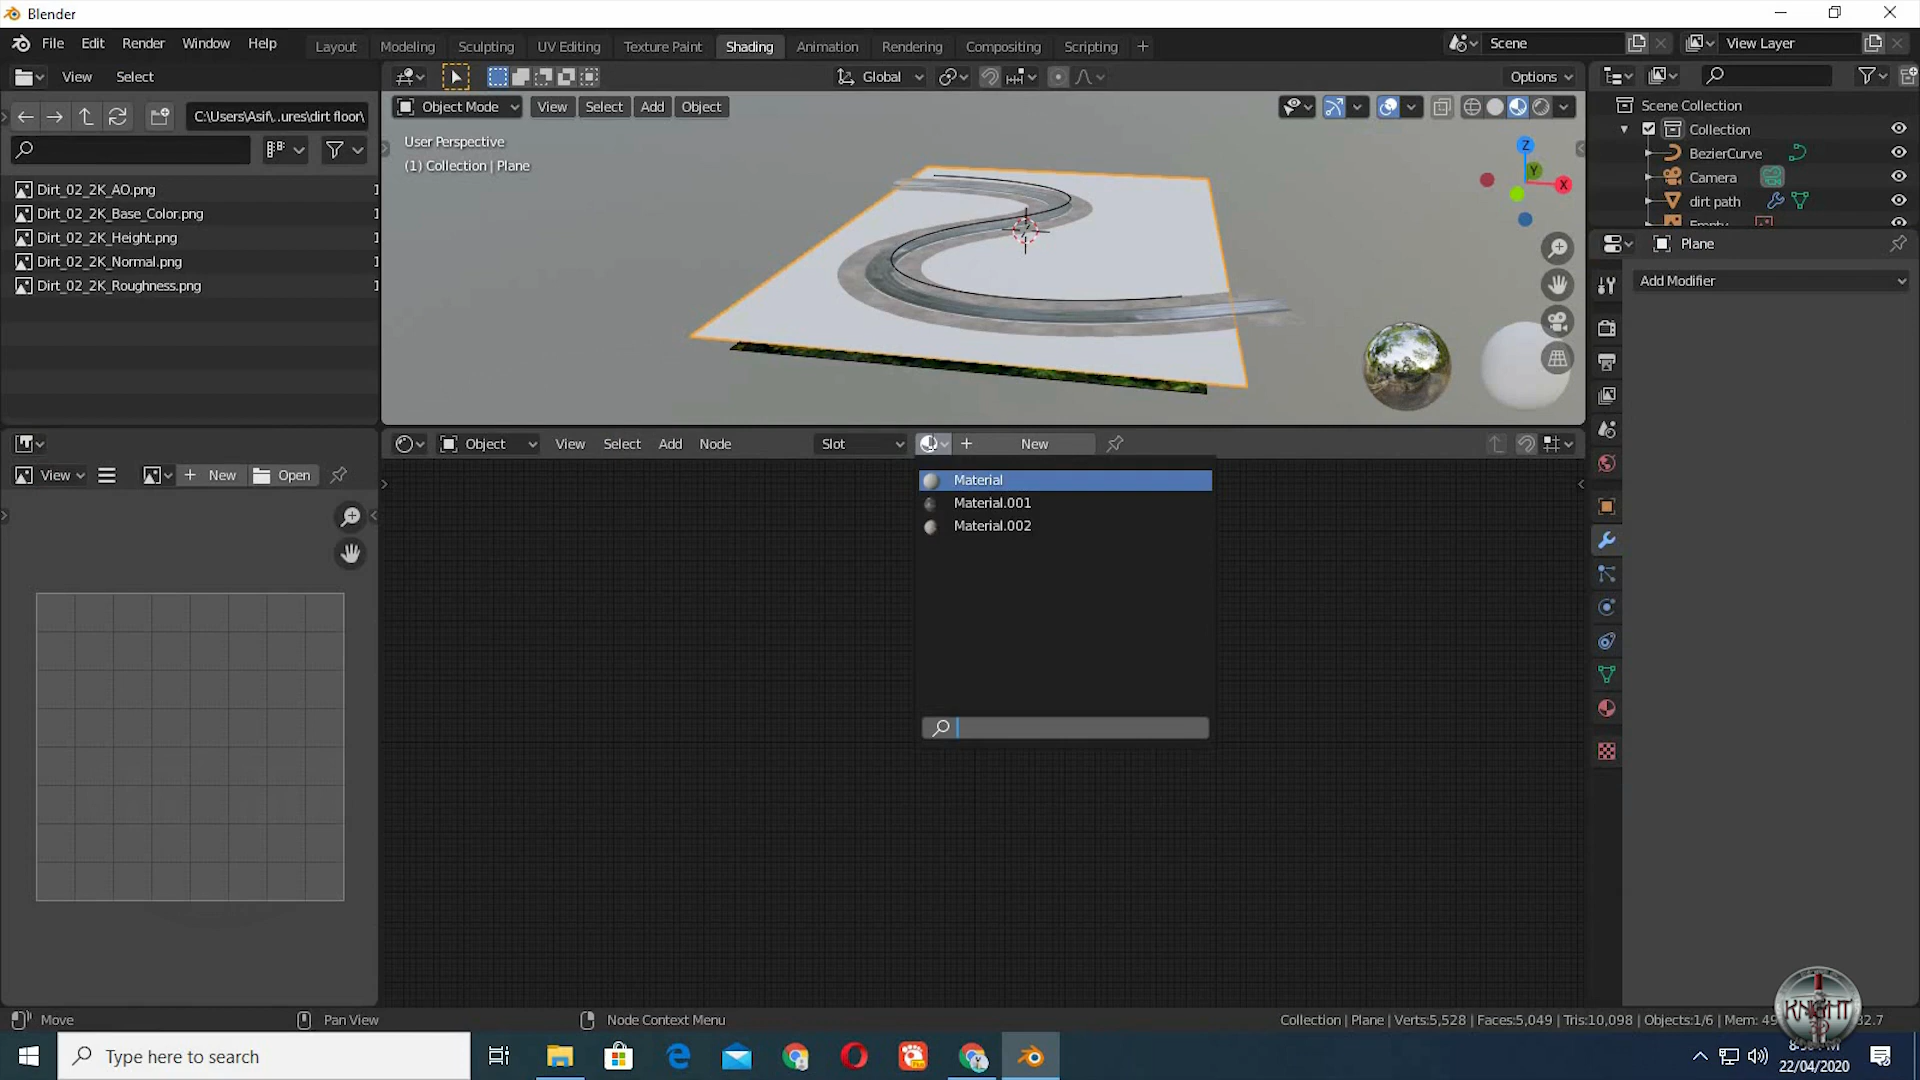 Blender
File Edit Render Window Help
Layout Modeling Sculpting UV Editing Texture Paint Shading Animation Rendering Compositing Scripting +
Scene
View Layer
View Select
Global
Options
C:\Users\Asif\..ures\dirt floor\
Object Mode View Select Add Object
User Perspective
(1) Collection | Plane
Z
Y
X
Scene Collection
Collection
BezierCurve
Camera
dirt path
Empty
Plane
Add Modifier
Dirt_02_2K_AO.png
Dirt_02_2K_Base_Color.png
Dirt_02_2K_Height.png
Dirt_02_2K_Normal.png
Dirt_02_2K_Roughness.png
Object View Select Add Node Slot + New
View + New Open
Material
Material.001
Material.002
Move
Pan View
Node Context Menu
Collection | Plane | Verts:5,528 | Faces:5,049 | Tris:10,098 | Objects:1/6 | Mem:
KNIGHT
Type here to search
22/04/2020